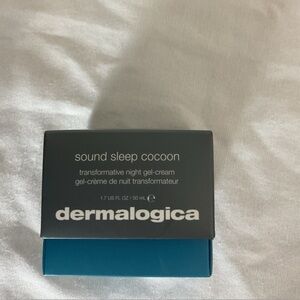 sound sleep cocoon
transformative night gel-cream
gel-crème de nuit transformateur
1.7 US FL OZ / 50 mL ℮
dermalogica